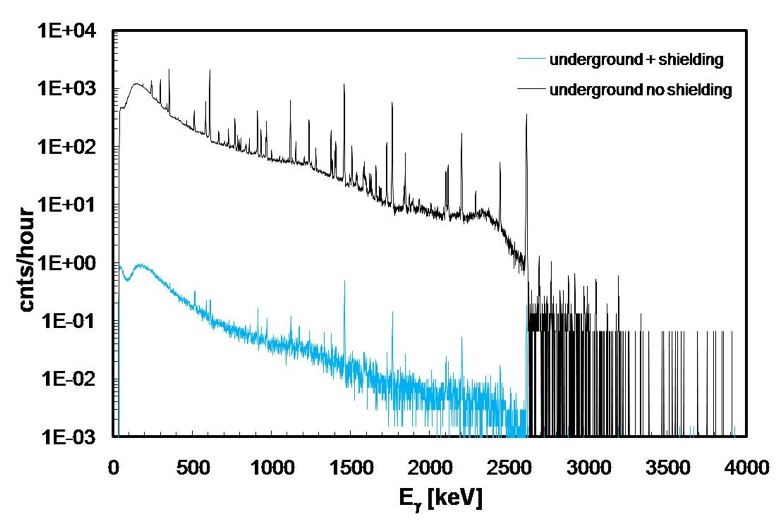 1E+04
underground + shielding
1E+03
underground no shielding
1E+02
1E+01
1E+00
1E-01
1E-02
1E-03
cnts/hour
0 500 1000 1500 2000 2500 3000 3500 4000
Eγ [keV]